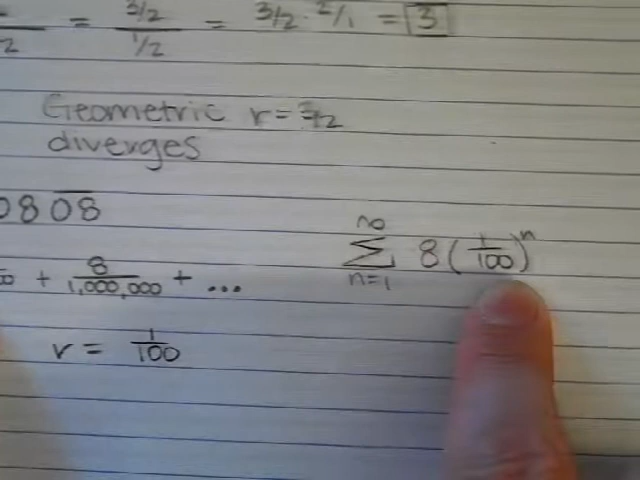 = 3/2 / 1/2 = 3/2 · 2/1 = 3
Geometric r = 3/2
diverges
0808
+ 8/1,000,000 + ...
∞ ∑ n=1 8(1/100)^n
r = 1/100